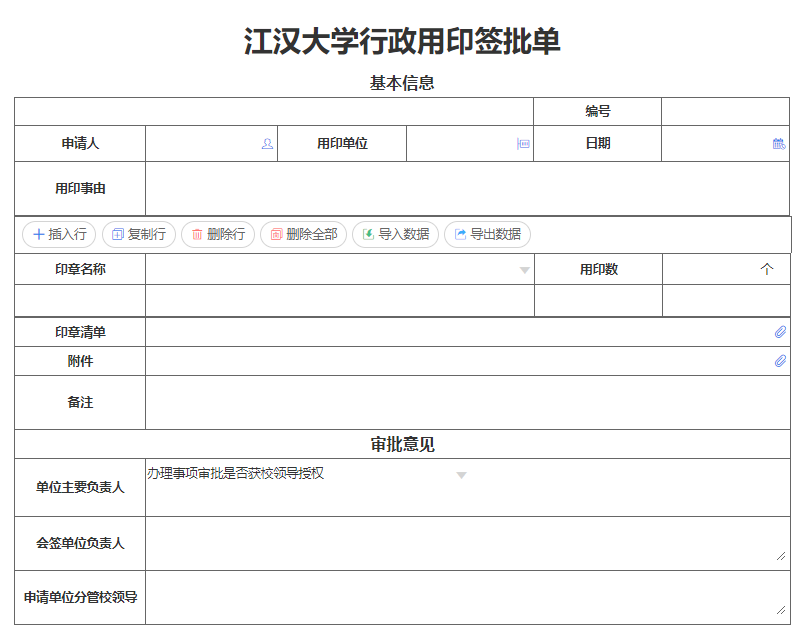 江汉大学行政用印签批单
基本信息
编号
申请人 用印单位 日期
用印事由
插入行 复制行 删除行 删除全部 导入数据 导出数据
印章名称 用印数 个
印章清单
附件
备注
审批意见
单位主要负责人 办理事项审批是否获校领导授权
会签单位负责人
申请单位分管校领导